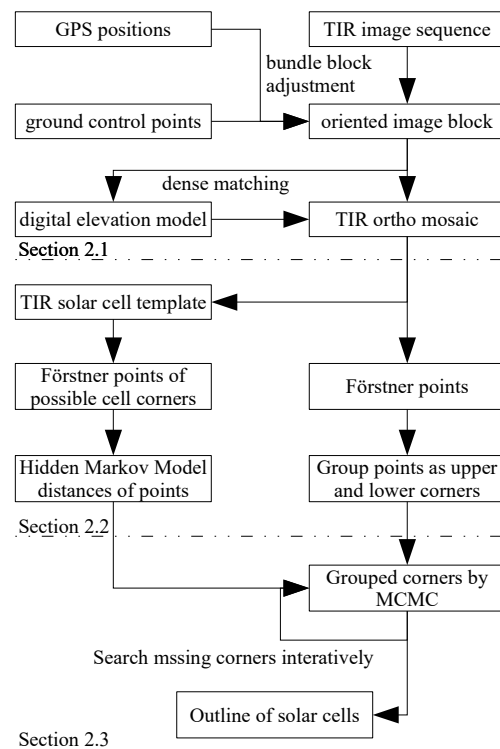 GPS positions
TIR image sequence
bundle block
adjustment
ground control points
oriented image block
dense matching
digital elevation model
TIR ortho mosaic
Section 2.1
TIR solar cell template
Förstner points of
possible cell corners
Förstner points
Hidden Markov Model
distances of points
Group points as upper
and lower corners
Section 2.2
Grouped corners by
MCMC
Search mssing corners interatively
Outline of solar cells
Section 2.3